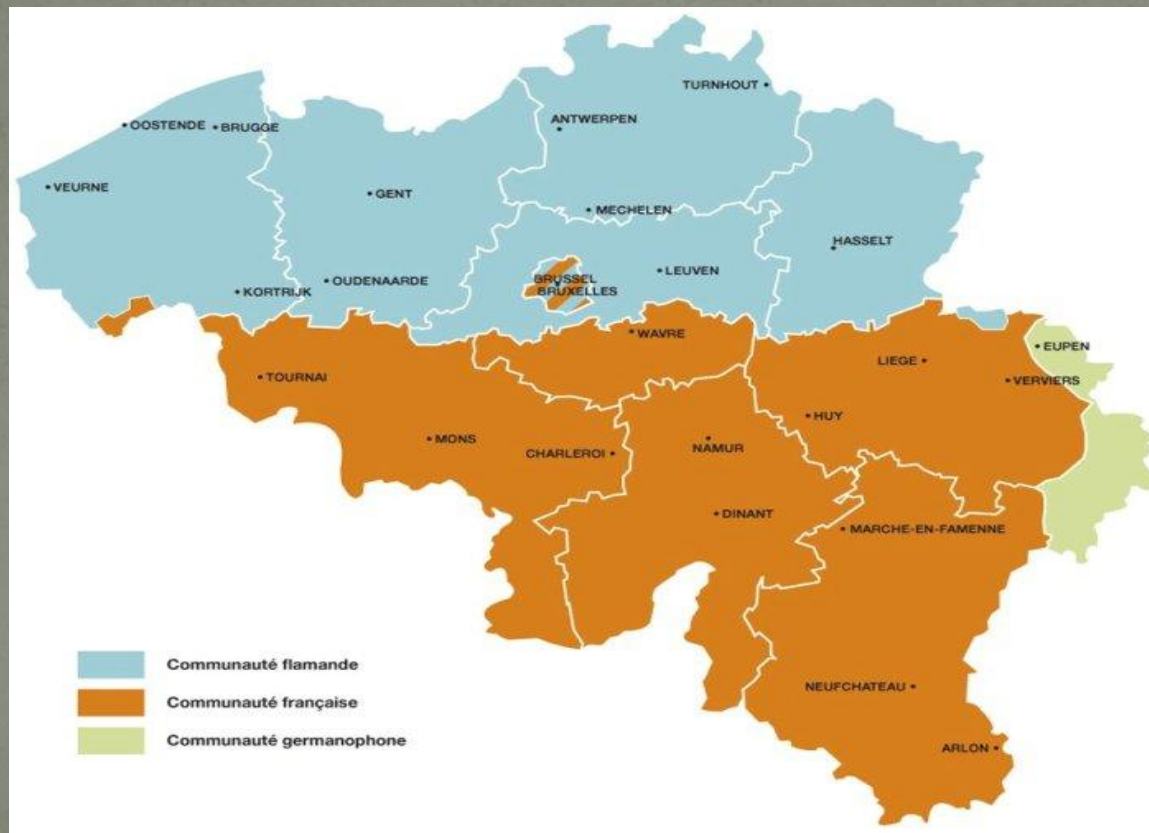 TURNHOUT
ANTWERPEN
OOSTENDE
BRUGGE
VEURNE
GENT
MECHELEN
HASSELT
LEUVEN
OUDENAARDE
BRUSSEL
BRUXELLES
KORTRIJK
WAVRE
EUPEN
LIEGE
TOURNAI
VERVIERS
HUY
MONS
NAMUR
CHARLEROI
DINANT
MARCHE-EN-FAMENNE
NEUFCHATEAU
ARLON
Communauté flamande
Communauté française
Communauté germanophone